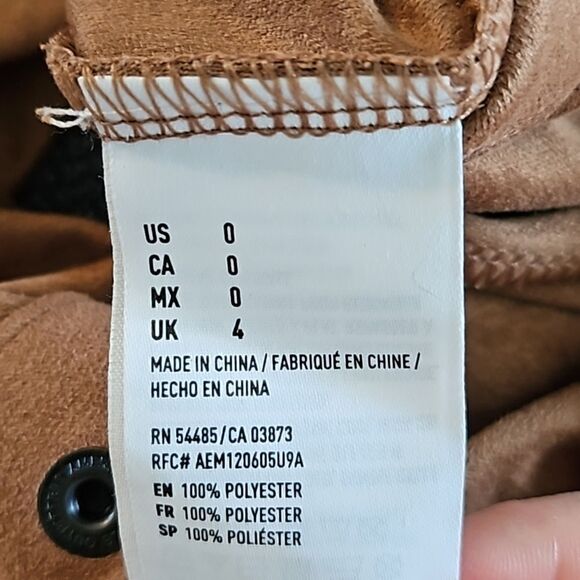 US 0
CA 0
MX 0
UK 4
MADE IN CHINA / FABRIQUÉ EN CHINE /
HECHO EN CHINA
RN 54485/CA 03873
RFC# AEM120605U9A
EN 100% POLYESTER
FR 100% POLYESTER
SP 100% POLIÉSTER